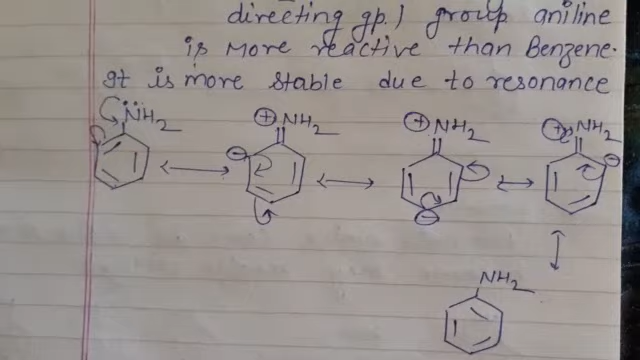 directing gp.) group aniline
is more reactive than Benzene.
It is more stable due to resonance
N̈H₂ ⊕NH₂ ⊕NH₂ ⊕NH₂
⊖ ⊖ ⊖
NH₂